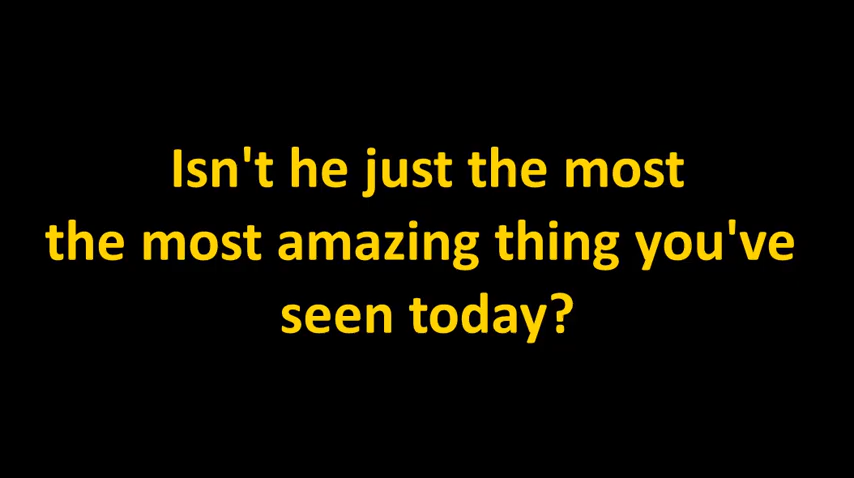 Isn't he just the most
the most amazing thing you've
seen today?